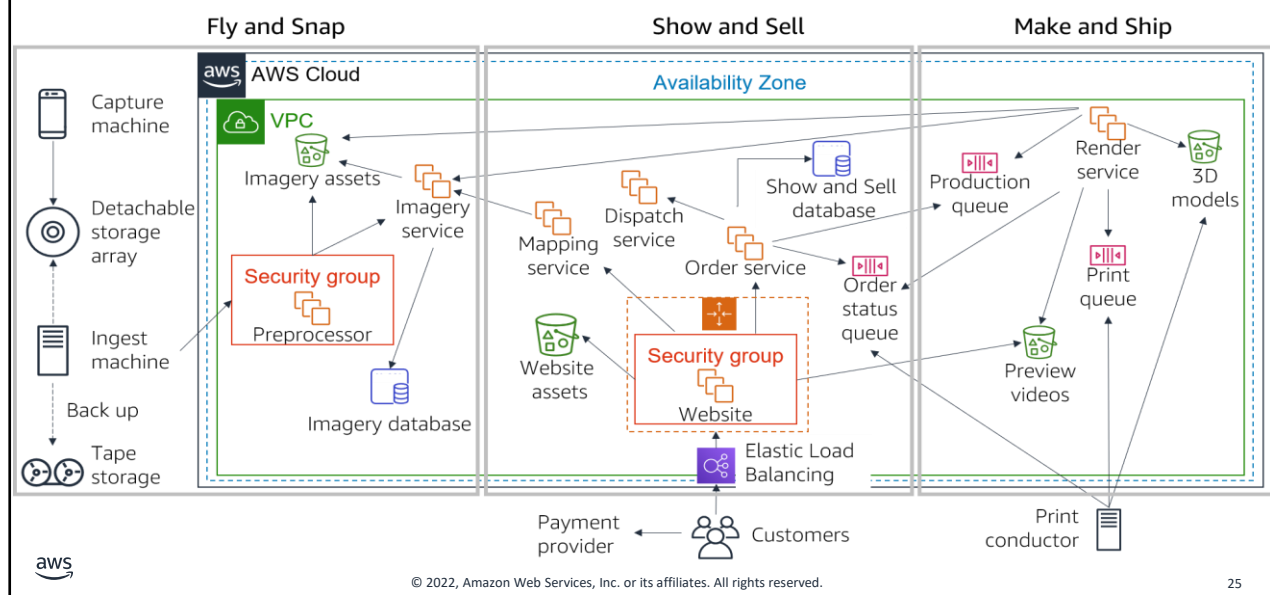 Fly and Snap
Show and Sell
Make and Ship
aws
AWS Cloud
Availability Zone
VPC
Capture
machine
Detachable
storage
array
Ingest
machine
Back up
Tape
storage
Imagery assets
Imagery
service
Security group
Preprocessor
Imagery database
Mapping
service
Dispatch
service
Show and Sell
database
Order service
Order
status
queue
Website
assets
Security group
Website
Elastic Load
Balancing
Production
queue
Render
service
3D
models
Print
queue
Preview
videos
Payment
provider
Customers
Print
conductor
aws
© 2022, Amazon Web Services, Inc. or its affiliates. All rights reserved.
25